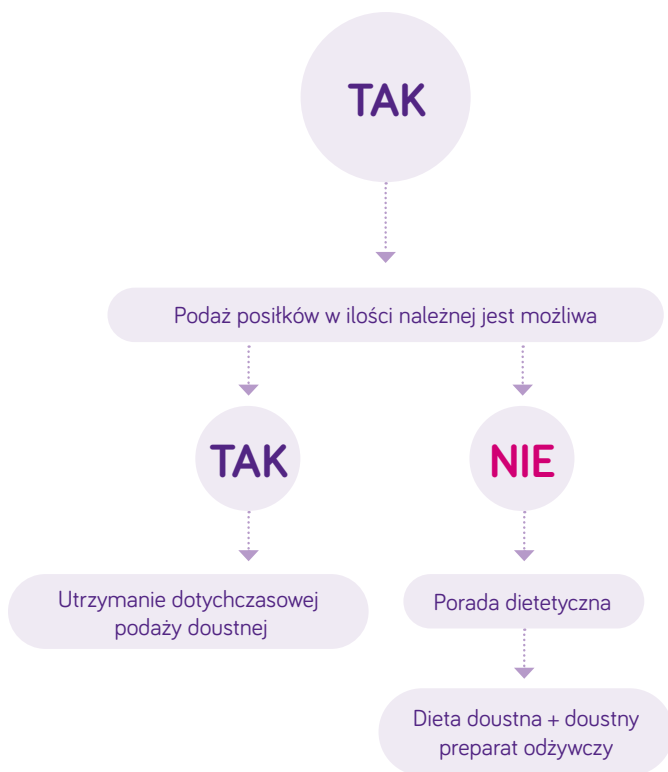 TAK
Podaż posiłków w ilości należnej jest możliwa
TAK
NIE
Utrzymanie dotychczasowej
podaży doustnej
Porada dietetyczna
Dieta doustna + doustny
preparat odżywczy